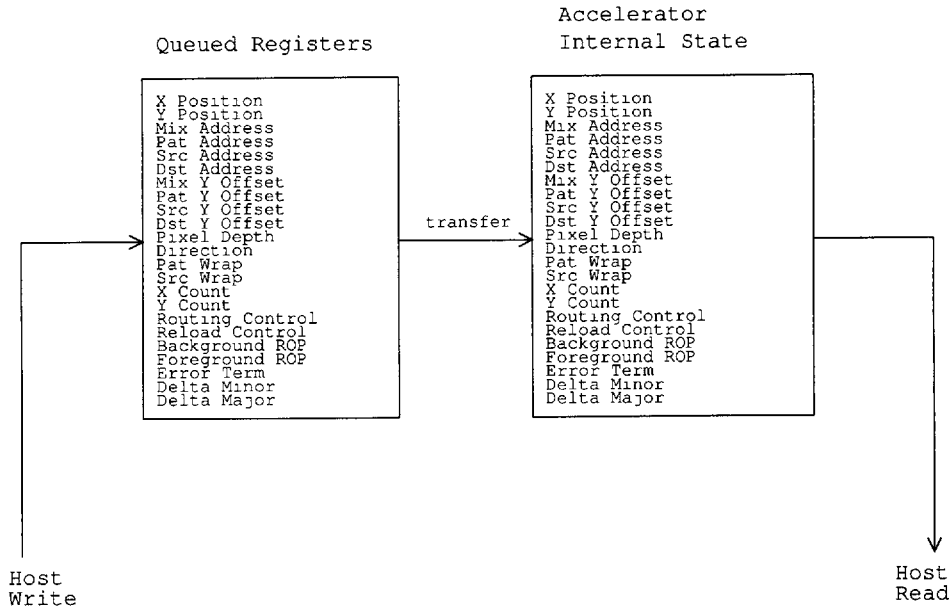 Queued Registers
X Position
Y Position
Mix Address
Pat Address
Src Address
Dst Address
Mix Y Offset
Pat Y Offset
Src Y Offset
Dst Y Offset
Pixel Depth
Direction
Pat Wrap
Src Wrap
X Count
Y Count
Routing Control
Reload Control
Background ROP
Foreground ROP
Error Term
Delta Minor
Delta Major
transfer
Accelerator
Internal State
X Position
Y Position
Mix Address
Pat Address
Src Address
Dst Address
Mix Y Offset
Pat Y Offset
Src Y Offset
Dst Y Offset
Pixel Depth
Direction
Pat Wrap
Src Wrap
X Count
Y Count
Routing Control
Reload Control
Background ROP
Foreground ROP
Error Term
Delta Minor
Delta Major
Host
Write
Host
Read